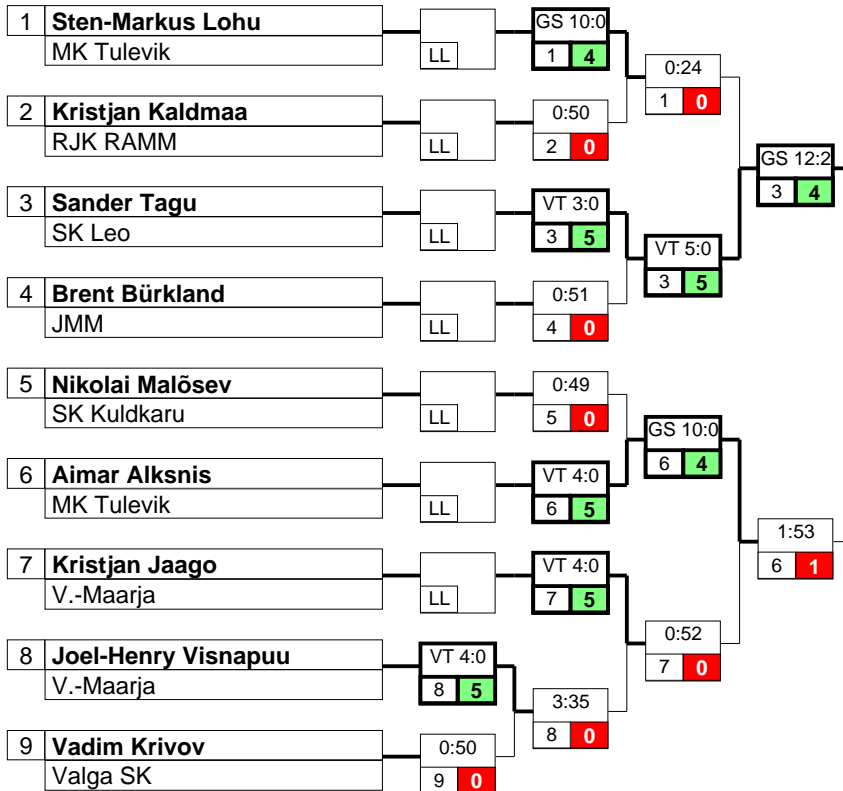 1 Sten-Markus Lohu GS 10:0
MK Tulevik LL 1 4 0:24
1 0
2 Kristjan Kaldmaa 0:50
RJK RAMM LL 2 0 GS 12:2
3 4
3 Sander Tagu VT 3:0
SK Leo LL 3 5 VT 5:0
3 5
4 Brent Bürkland 0:51
JMM LL 4 0
5 Nikolai Malõsev 0:49
SK Kuldkaru LL 5 0 GS 10:0
6 4
6 Aimar Alksnis VT 4:0
MK Tulevik LL 6 5 1:53
6 1
7 Kristjan Jaago VT 4:0
V.-Maarja LL 7 5 0:52
7 0
8 Joel-Henry Visnapuu VT 4:0
V.-Maarja 8 5 3:35
8 0
9 Vadim Krivov 0:50
Valga SK 9 0